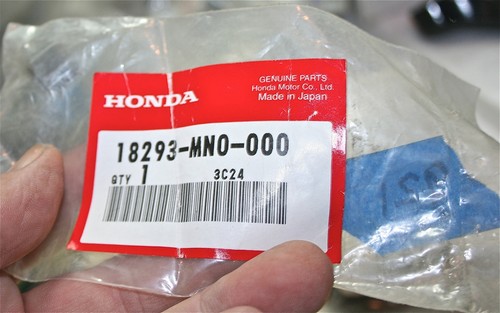 HONDA
GENUINE PARTS
Honda Motor Co., Ltd.
Made in Japan
18293-MN0-000
QTY 1 3C24